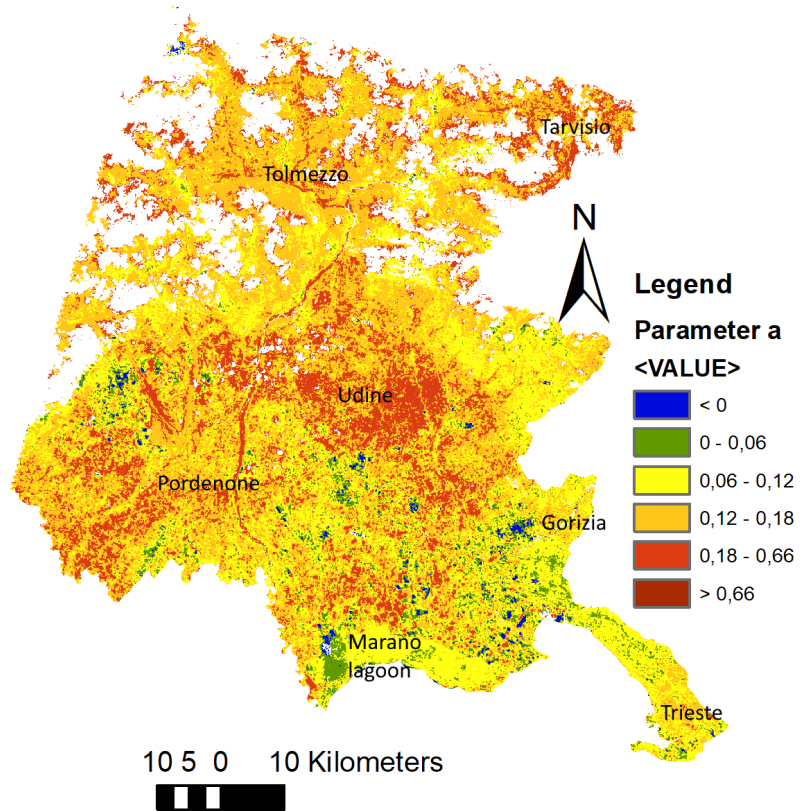 Tarvisio
Tolmezzo
N
Legend
Parameter a
<VALUE>
< 0
0 - 0,06
0,06 - 0,12
0,12 - 0,18
0,18 - 0,66
> 0,66
Udine
Pordenone
Gorizia
Marano
lagoon
Trieste
10 5 0 10 Kilometers